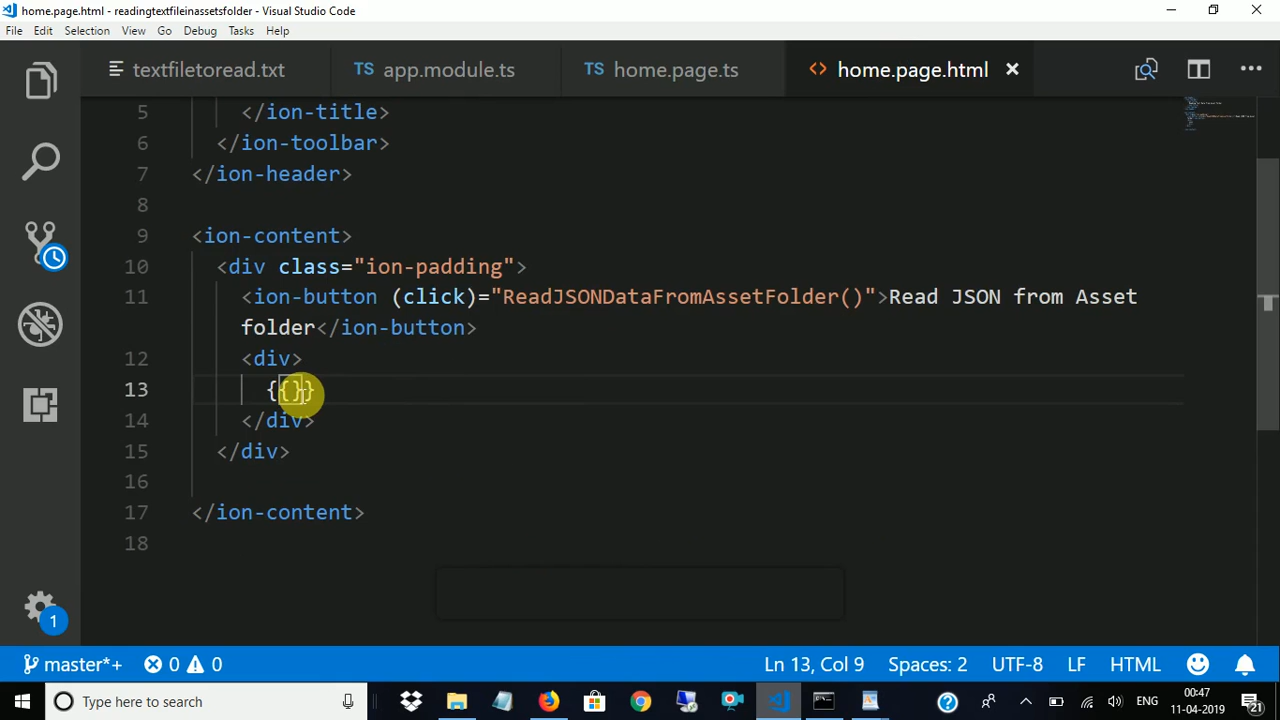 home.page.html - readingtextfileinassetsfolder - Visual Studio Code
File Edit Selection View Go Debug Tasks Help
textfiletoread.txt TS app.module.ts TS home.page.ts <> home.page.html
5 </ion-title>
6 </ion-toolbar>
7 </ion-header>
8
9 <ion-content>
10 <div class="ion-padding">
11 <ion-button (click)="ReadJSONDataFromAssetFolder()">Read JSON from Asset
folder</ion-button>
12 <div>
13 {{}}
14 </div>
15 </div>
16
17 </ion-content>
18
1
master*+ 0 0 Ln 13, Col 9 Spaces: 2 UTF-8 LF HTML
Type here to search ENG 00:47
11-04-2019 21